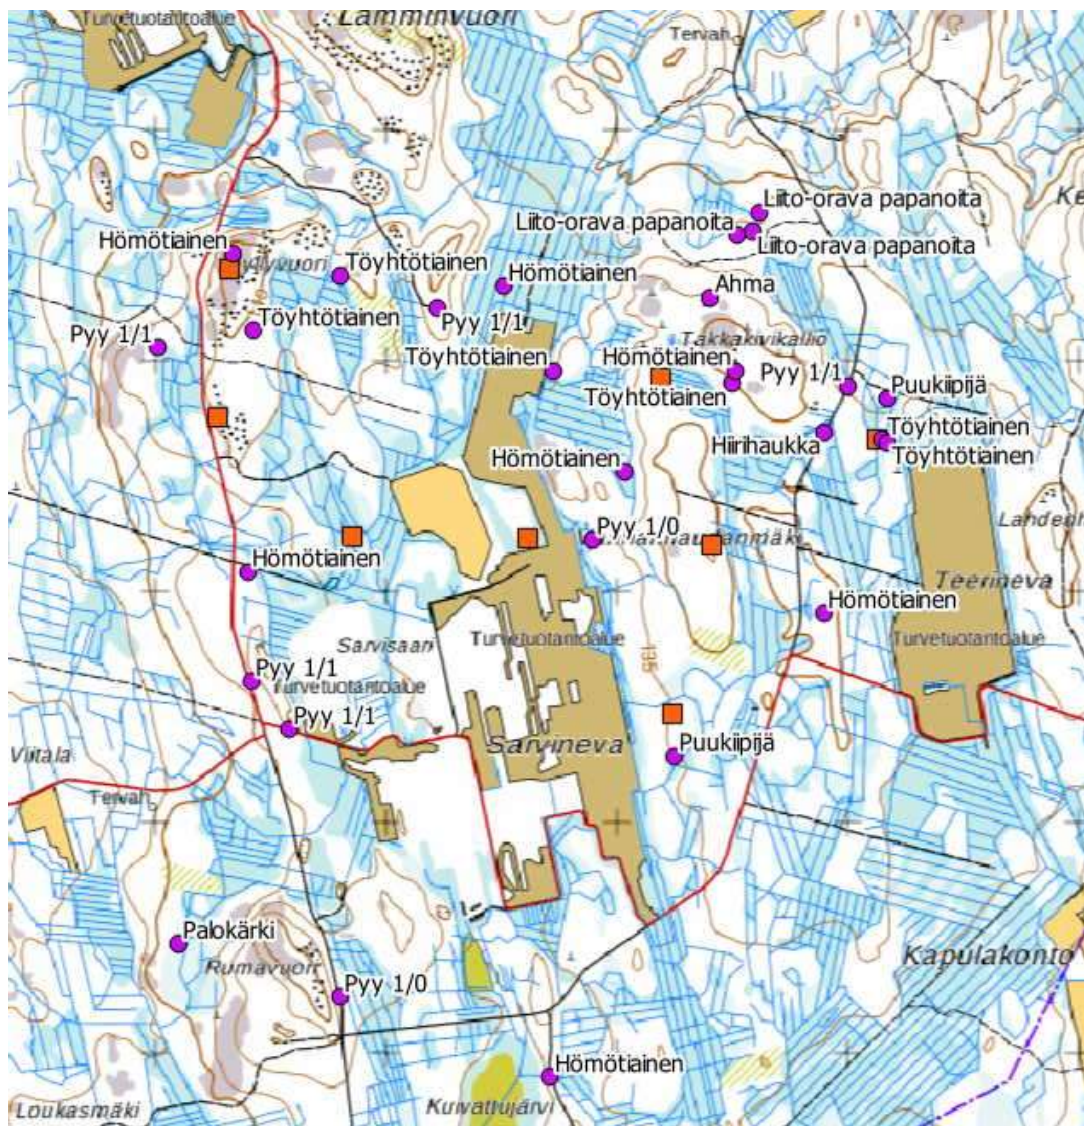 Turvetuotantoalue
Lamminvuori
Tervah
Liito-orava papanoita
Liito-orava papanoita
Liito-orava papanoita
Hömötiainen
Töyhtötiainen
Hömötiainen
Ahma
Pyy 1/1
Töyhtötiainen
Pyy 1/1
Takkakivikallio
Töyhtötiainen
Hömötiainen
Pyy 1/1
Töyhtötiainen
Puukiipijä
Hiirihaukka
Töyhtötiainen
Töyhtötiainen
Hömötiainen
Pyy 1/0
Hömötiainen
Teerineva
Hömötiainen
Sarvisaari
Turvetuotantoalue
Turvetuotantoalue
195
Pyy 1/1
Turvetuotantoalue
Pyy 1/1
Viitala
Sarvineva
Puukiipijä
Tervah
Palokärki
Rumavuori
Pyy 1/0
Kapulakonto
Hömötiainen
Loukasmäki
Kuivattujärvi